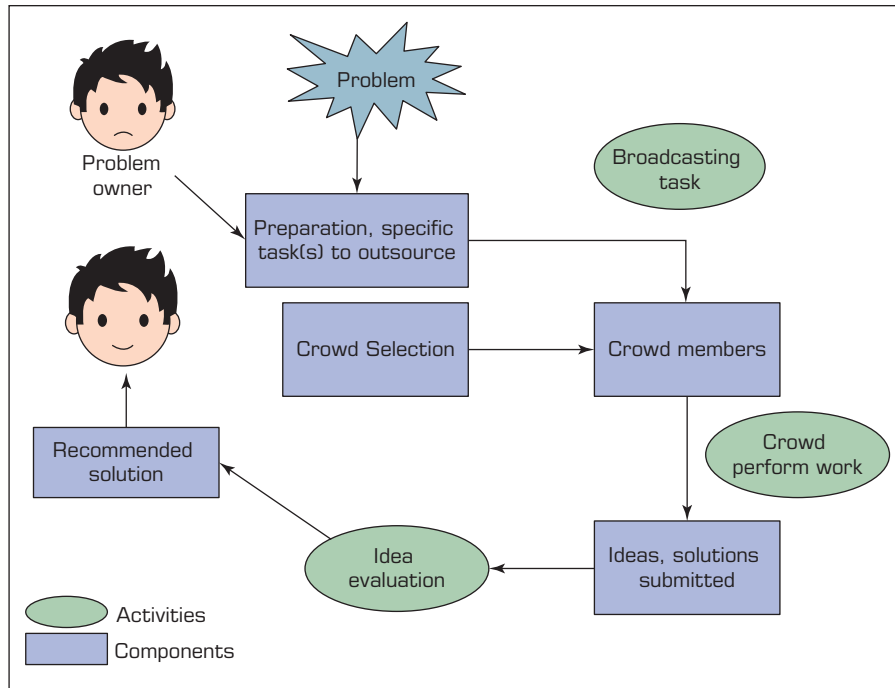 Problem
Problem
owner
Broadcasting
task
Preparation, specific
task(s) to outsource
Crowd Selection
Crowd members
Recommended
solution
Crowd
perform work
Idea
evaluation
Ideas, solutions
submitted
Activities
Components